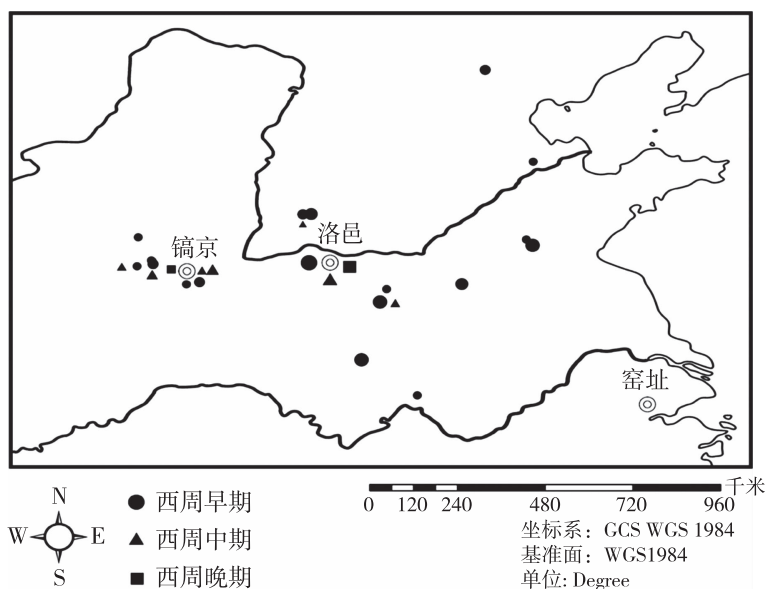 镐京
洛邑
窑址
N
W
E
S
西周早期
西周中期
西周晚期
千米
0 120 240 480 720 960
坐标系：GCS WGS 1984
基准面：WGS1984
单位: Degree